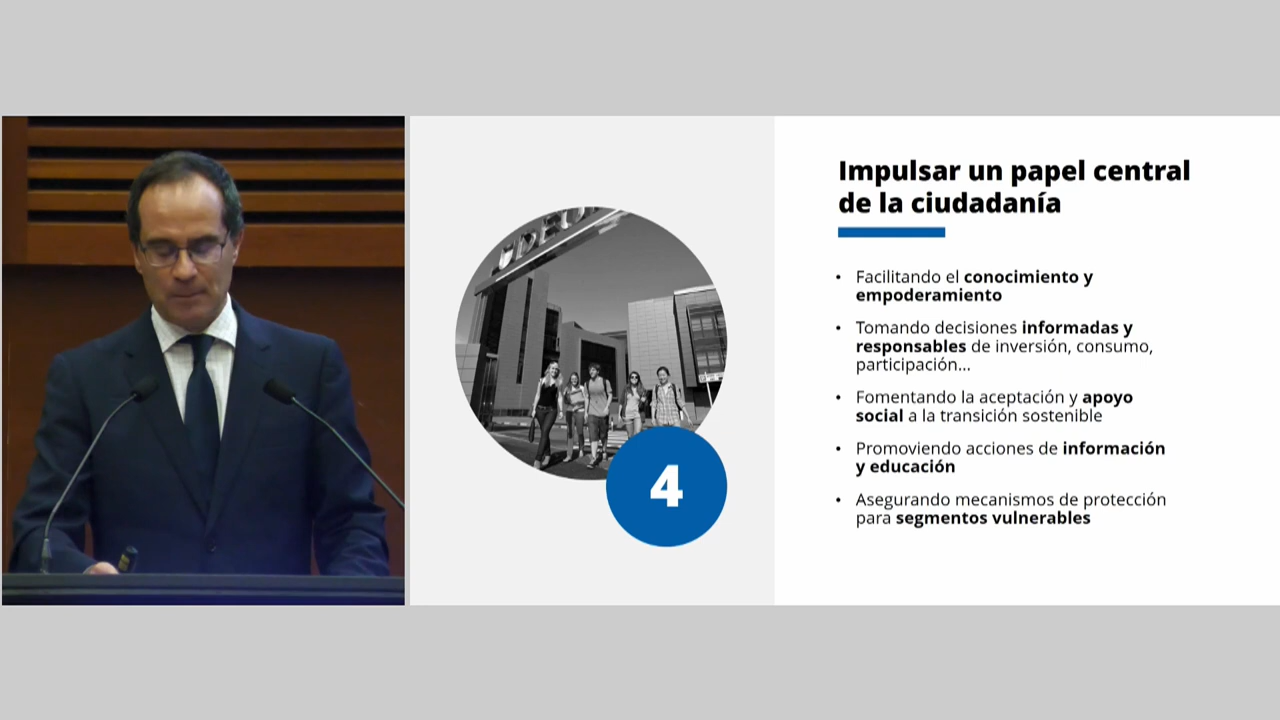 Impulsar un papel central
de la ciudadanía
• Facilitando el conocimiento y
empoderamiento
• Tomando decisiones informadas y
responsables de inversión, consumo,
participación...
• Fomentando la aceptación y apoyo
social a la transición sostenible
• Promoviendo acciones de información
y educación
• Asegurando mecanismos de protección
para segmentos vulnerables
4